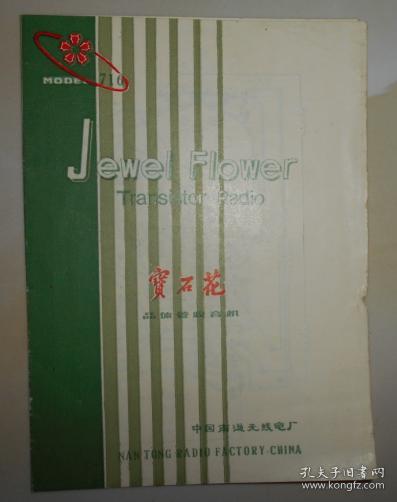 MODEL 710
Jewel Flower
Transistor Radio
寳石花
晶体管收音机
中国南通无线电厂
NAN TONG RADIO FACTORY·CHINA
孔夫子旧书网
www.kongfz.com